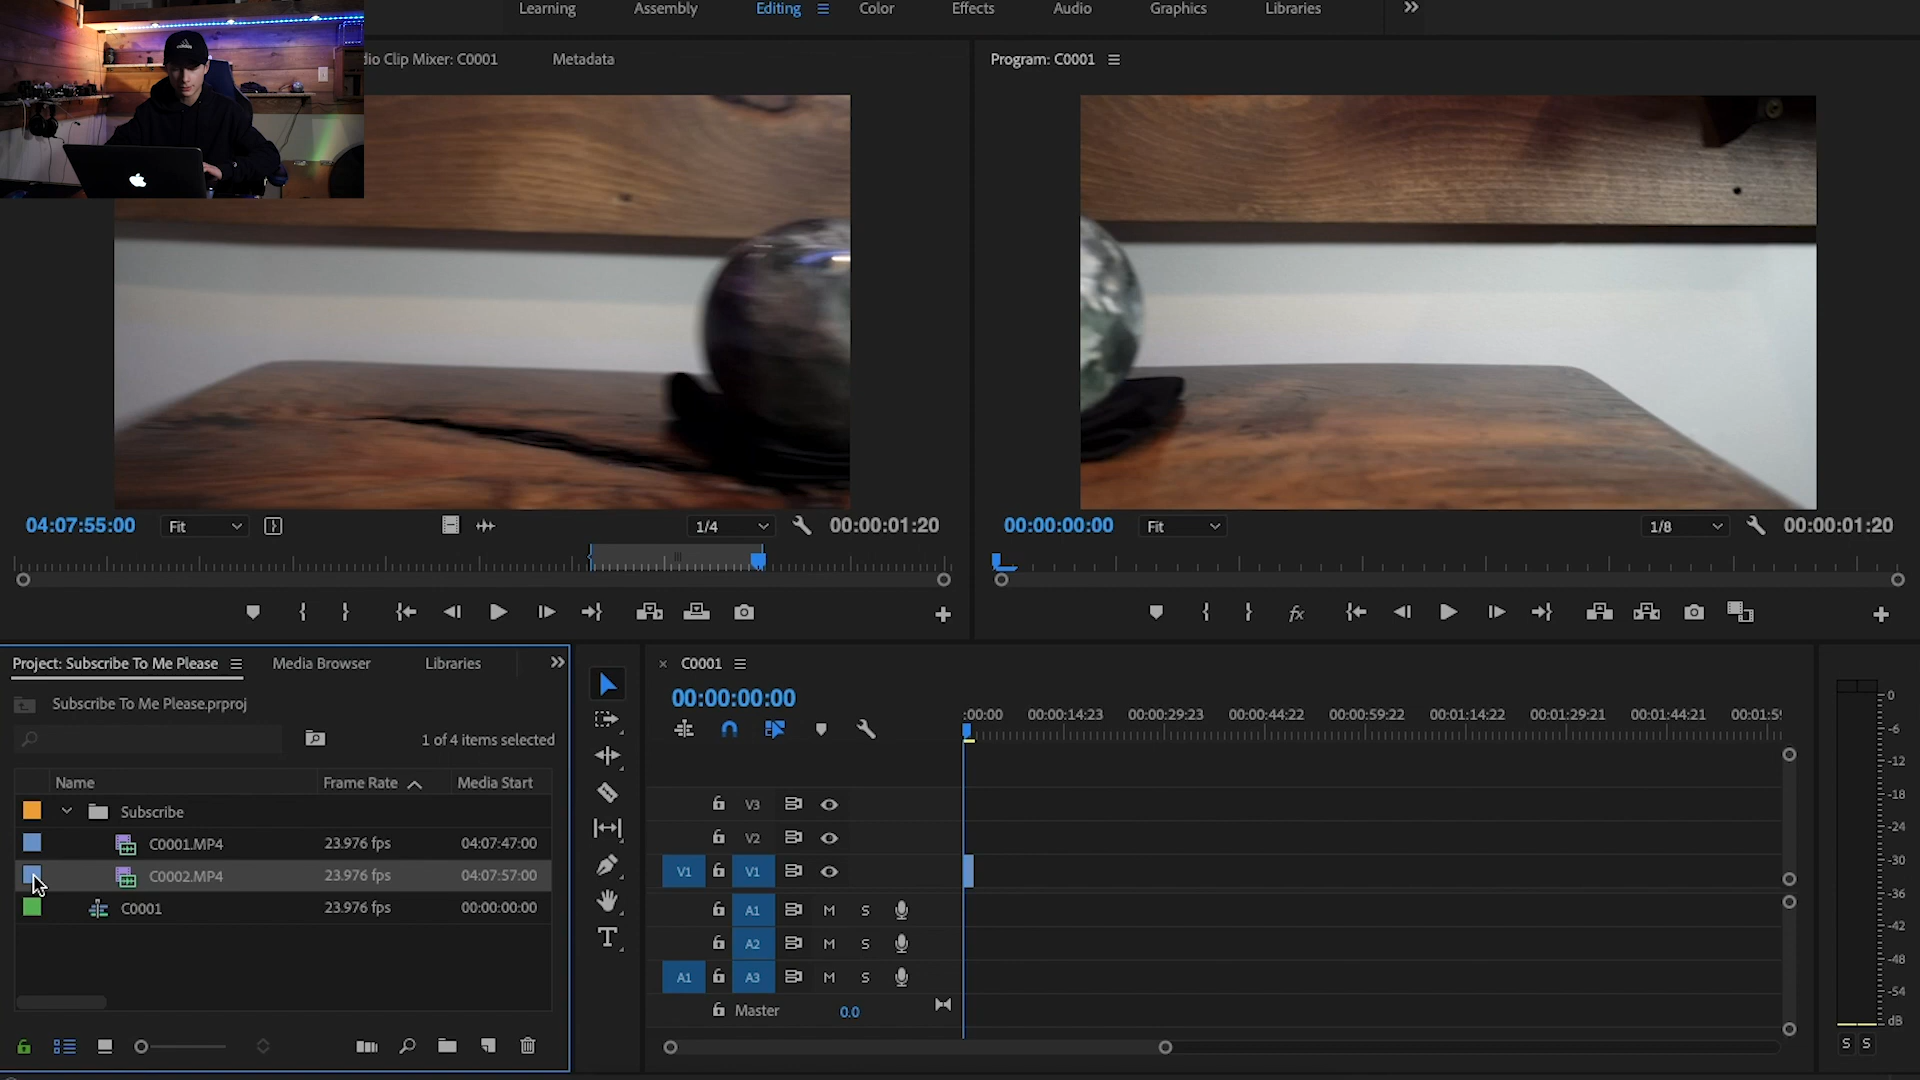 Learning Assembly Editing Color Effects Audio Graphics Libraries
dio Clip Mixer: C0001 Metadata
Program: C0001
04:07:55:00 Fit 1/4 00:00:01:20
00:00:00:00 Fit 1/8 00:00:01:20
Project: Subscribe To Me Please Media Browser Libraries
Subscribe To Me Please.prproj
1 of 4 items selected
Name Frame Rate Media Start
Subscribe
C0001.MP4 23.976 fps 04:07:47:00
C0002.MP4 23.976 fps 04:07:57:00
C0001 23.976 fps 00:00:00:00
C0001
00:00:00:00
:00:00 00:00:14:23 00:00:29:23 00:00:44:22 00:00:59:22 00:01:14:22 00:01:29:21 00:01:44:21 00:01:59
V3
V2
V1 V1
A1 M S
A2 M S
A1 A3 M S
Master 0.0
0
-6
-12
-18
-24
-30
-36
-42
-48
-54
dB
S S
fx
T
adidas